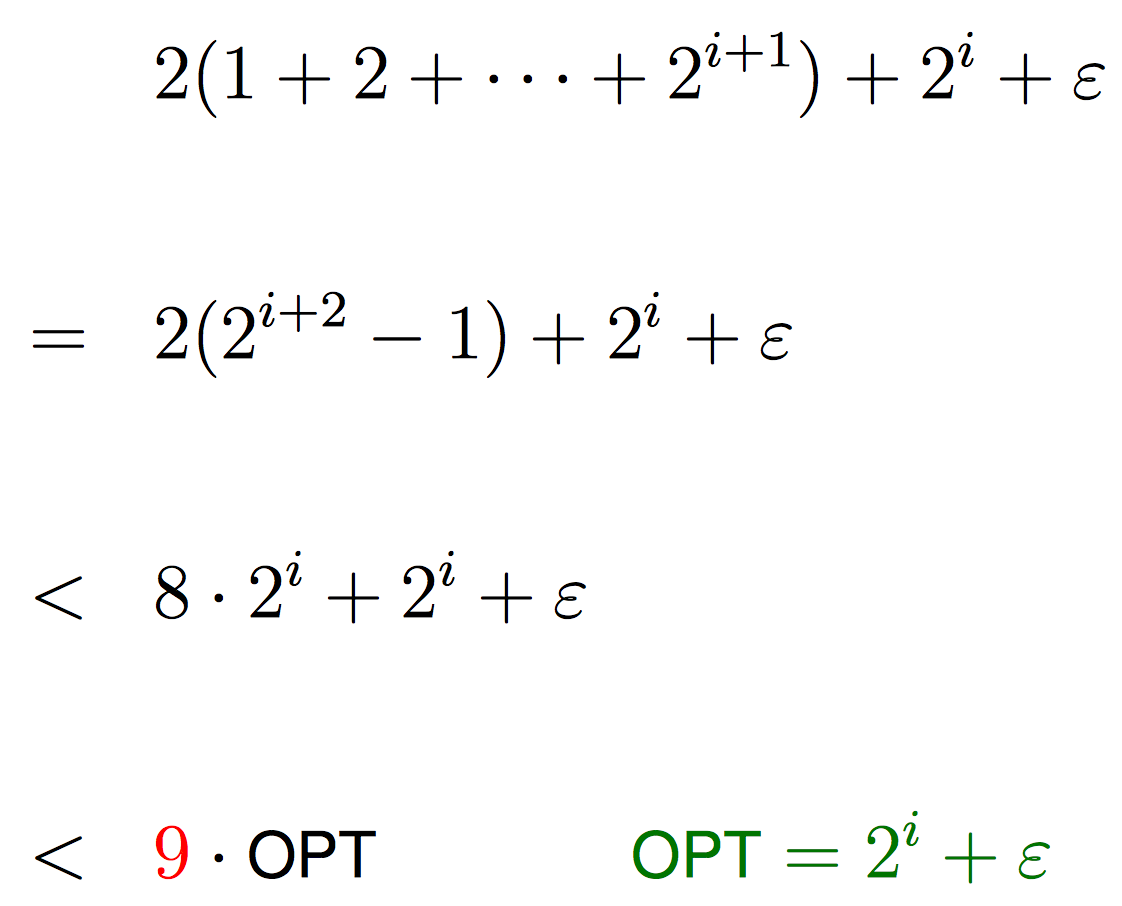 2(1 + 2 + ⋯ + 2^{i+1}) + 2^i + ε
= 2(2^{i+2} − 1) + 2^i + ε
< 8 · 2^i + 2^i + ε
< 9 · OPT OPT = 2^i + ε